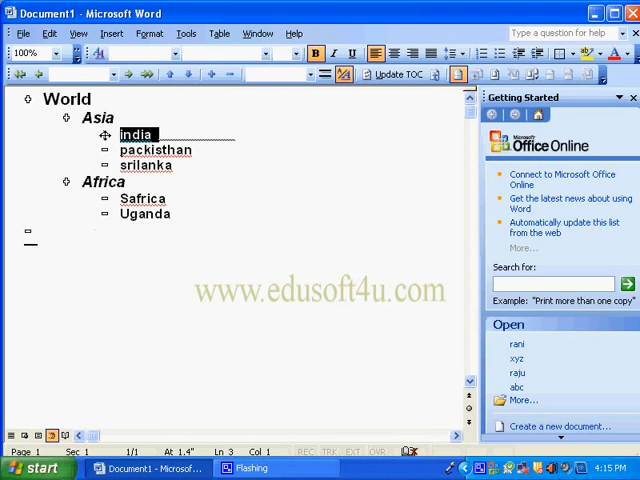 Document1 - Microsoft Word
File Edit View Insert Format Tools Table Window Help
Type a question for help
100%
B I U
Update TOC
World
Asia
india
packisthan
srilanka
Africa
Safrica
Uganda
www.edusoft4u.com
Getting Started
Microsoft
Office Online
Connect to Microsoft Office
Online
Get the latest news about using
Word
Automatically update this list
from the web
More...
Search for:
Example: "Print more than one copy"
Open
rani
xyz
raju
abc
More...
Create a new document...
Page 1 Sec 1 1/1 At 1.4" Ln 3 Col 1 REC TRK EXT OVR
start
Document1 - Microsof...
Flashing
4:15 PM